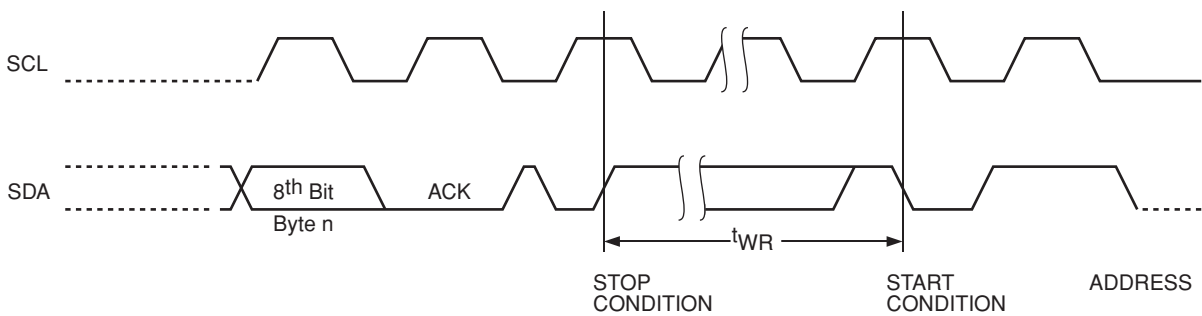 SCL
SDA
8th Bit
ACK
Byte n
tWR
STOP
CONDITION
START
CONDITION
ADDRESS